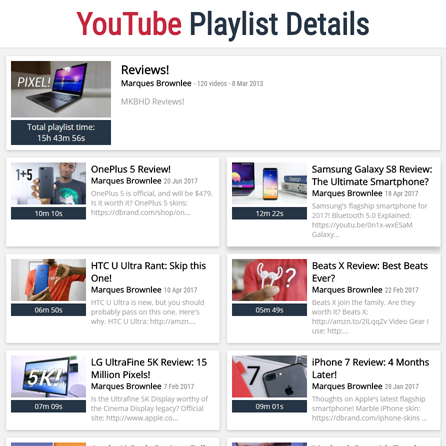 YouTube Playlist Details
PIXEL!
Reviews!
Marques Brownlee - 120 videos - 8 Mar 2013
MKBHD Reviews!
Total playlist time:
15h 43m 56s
1+5
10m 10s
OnePlus 5 Review!
Marques Brownlee 20 Jun 2017
OnePlus 5 is official, and will be $479.
Is it worth it? OnePlus 5 skins:
https://dbrand.com/shop/on...
12m 22s
Samsung Galaxy S8 Review:
The Ultimate Smartphone?
Marques Brownlee 18 Apr 2017
Samsung's flagship smartphone for
2017! Bluetooth 5.0 Explained:
https://youtu.be/0n1x-wxESaM
Galaxy...
06m 50s
HTC U Ultra Rant: Skip this
One!
Marques Brownlee 10 Apr 2017
HTC U Ultra is new, but you should
probably pass on this one. Here's
why. HTC U Ultra: http://amzn....
?
05m 49s
Beats X Review: Best Beats
Ever?
Marques Brownlee 22 Feb 2017
Beats X join the family. Are they
worth it? Beats X:
http://amzn.to/2lLqqZv Video Gear I
use: http:...
5K!
07m 09s
LG UltraFine 5K Review: 15
Million Pixels!
Marques Brownlee 7 Feb 2017
Is the Ultrafine 5K Display worthy of
the Cinema Display legacy? Official
site: http://www.apple.co...
7
09m 01s
iPhone 7 Review: 4 Months
Later!
Marques Brownlee 28 Jan 2017
Thoughts on Apple's latest flagship
smartphone! Marble iPhone skin:
https://dbrand.com/iphone-skins ...